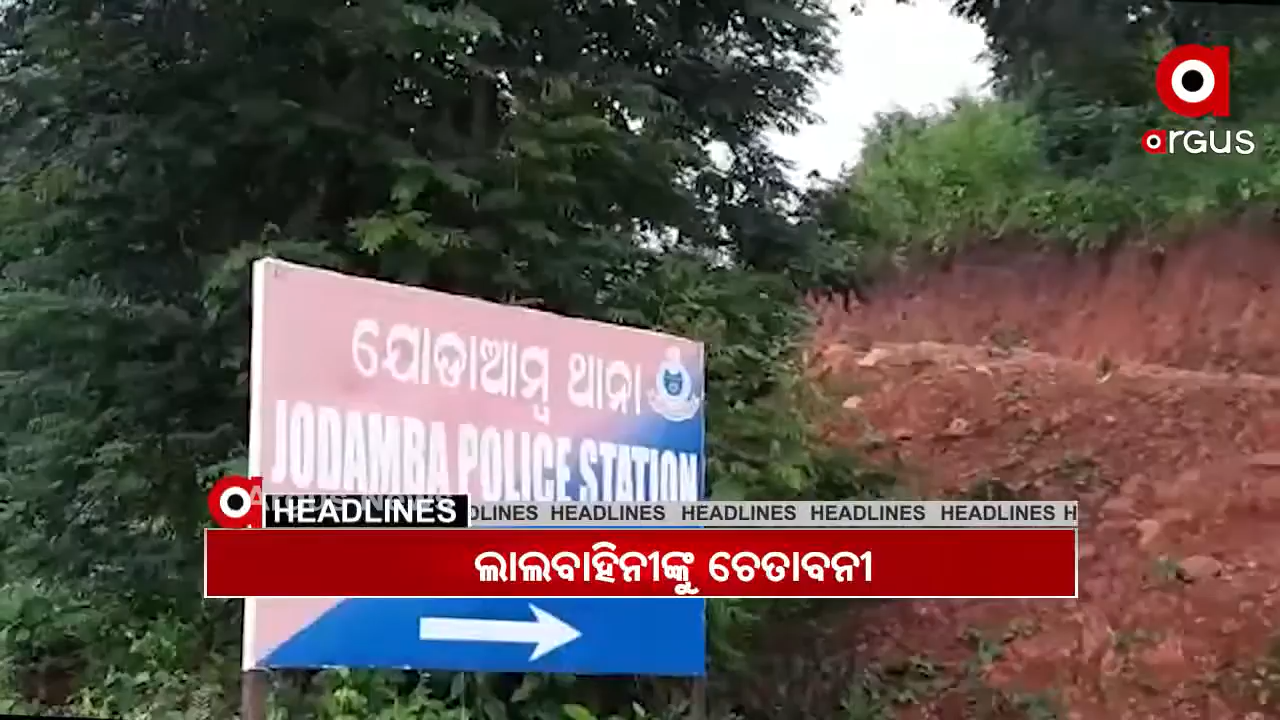 argus
ଯୋଡାଆମ୍ବ ଥାନା
JODAMBA POLICE STATION
HEADLINES DLINES HEADLINES HEADLINES HEADLINES HEADLINES H
ଲାଲବାହିନୀଙ୍କୁ ଚେତାବନୀ